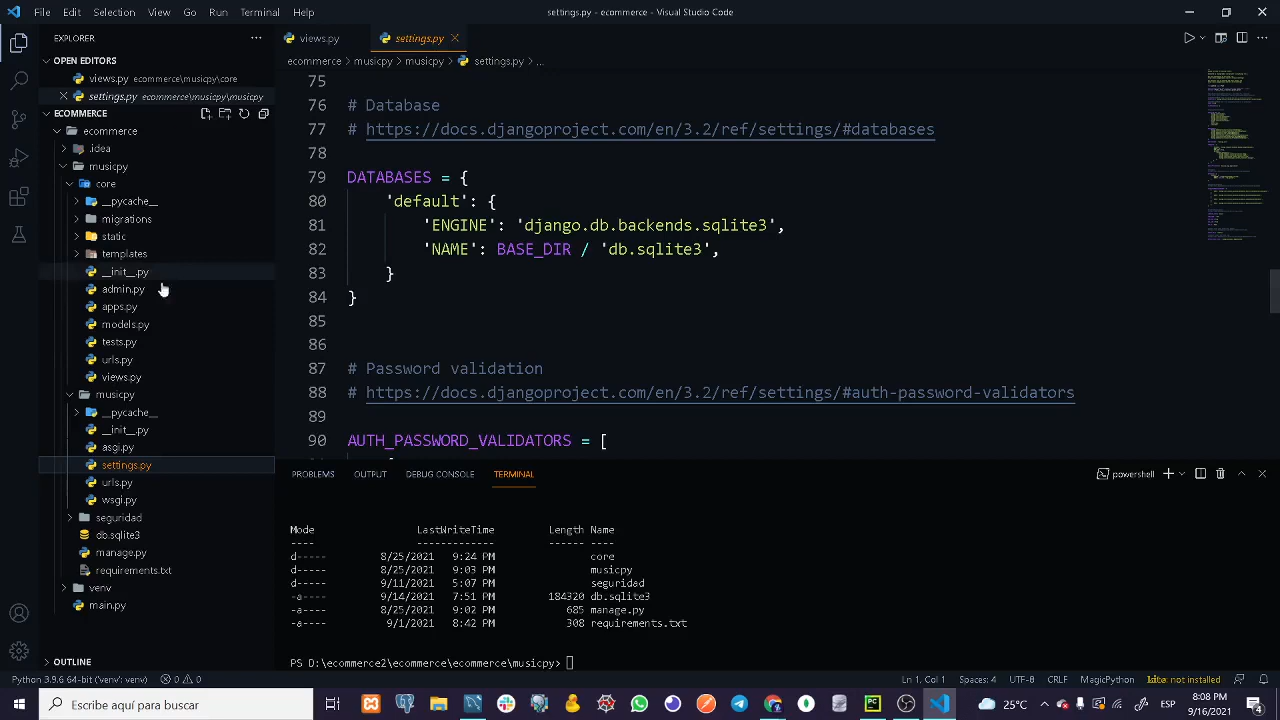 File Edit Selection View Go Run Terminal Help
settings.py - ecommerce - Visual Studio Code
EXPLORER
OPEN EDITORS
views.py ecommerce\musicpy\core
settings.py ecommerce\musicpy\musicpy
ECOMMERCE
ecommerce
.idea
musicpy
core
__pycache__
migrations
static
templates
__init__.py
admin.py
apps.py
models.py
tests.py
urls.py
views.py
musicpy
__pycache__
__init__.py
asgi.py
settings.py
urls.py
wsgi.py
seguridad
db.sqlite3
manage.py
requirements.txt
venv
main.py
OUTLINE
views.py
settings.py
ecommerce > musicpy > musicpy > settings.py > ...
75
76 # Database
77 # https://docs.djangoproject.com/en/3.2/ref/settings/#databases
78
79 DATABASES = {
80 'default':
81 'ENGINE': 'django.db.backends.sqlite3',
82 'NAME': BASE_DIR / 'db.sqlite3',
83 }
84 }
85
86
87 # Password validation
88 # https://docs.djangoproject.com/en/3.2/ref/settings/#auth-password-validators
89
90 AUTH_PASSWORD_VALIDATORS = [
PROBLEMS OUTPUT DEBUG CONSOLE TERMINAL
powershell
Mode LastWriteTime Length Name
---- ------------- ------ ----
d----- 8/25/2021 9:24 PM core
d----- 8/25/2021 9:03 PM musicpy
d----- 9/11/2021 5:07 PM seguridad
-a---- 9/14/2021 7:51 PM 184320 db.sqlite3
-a---- 8/25/2021 9:02 PM 685 manage.py
-a---- 9/1/2021 8:42 PM 308 requirements.txt
PS D:\ecommerce2\ecommerce\ecommerce\musicpy>
Python 3.9.6 64-bit ('venv': venv) 0 0
Ln 1, Col 1 Spaces: 4 UTF-8 CRLF MagicPython
not installed
Escribe aquí para buscar
25°C
ESP
8:08 PM
9/16/2021